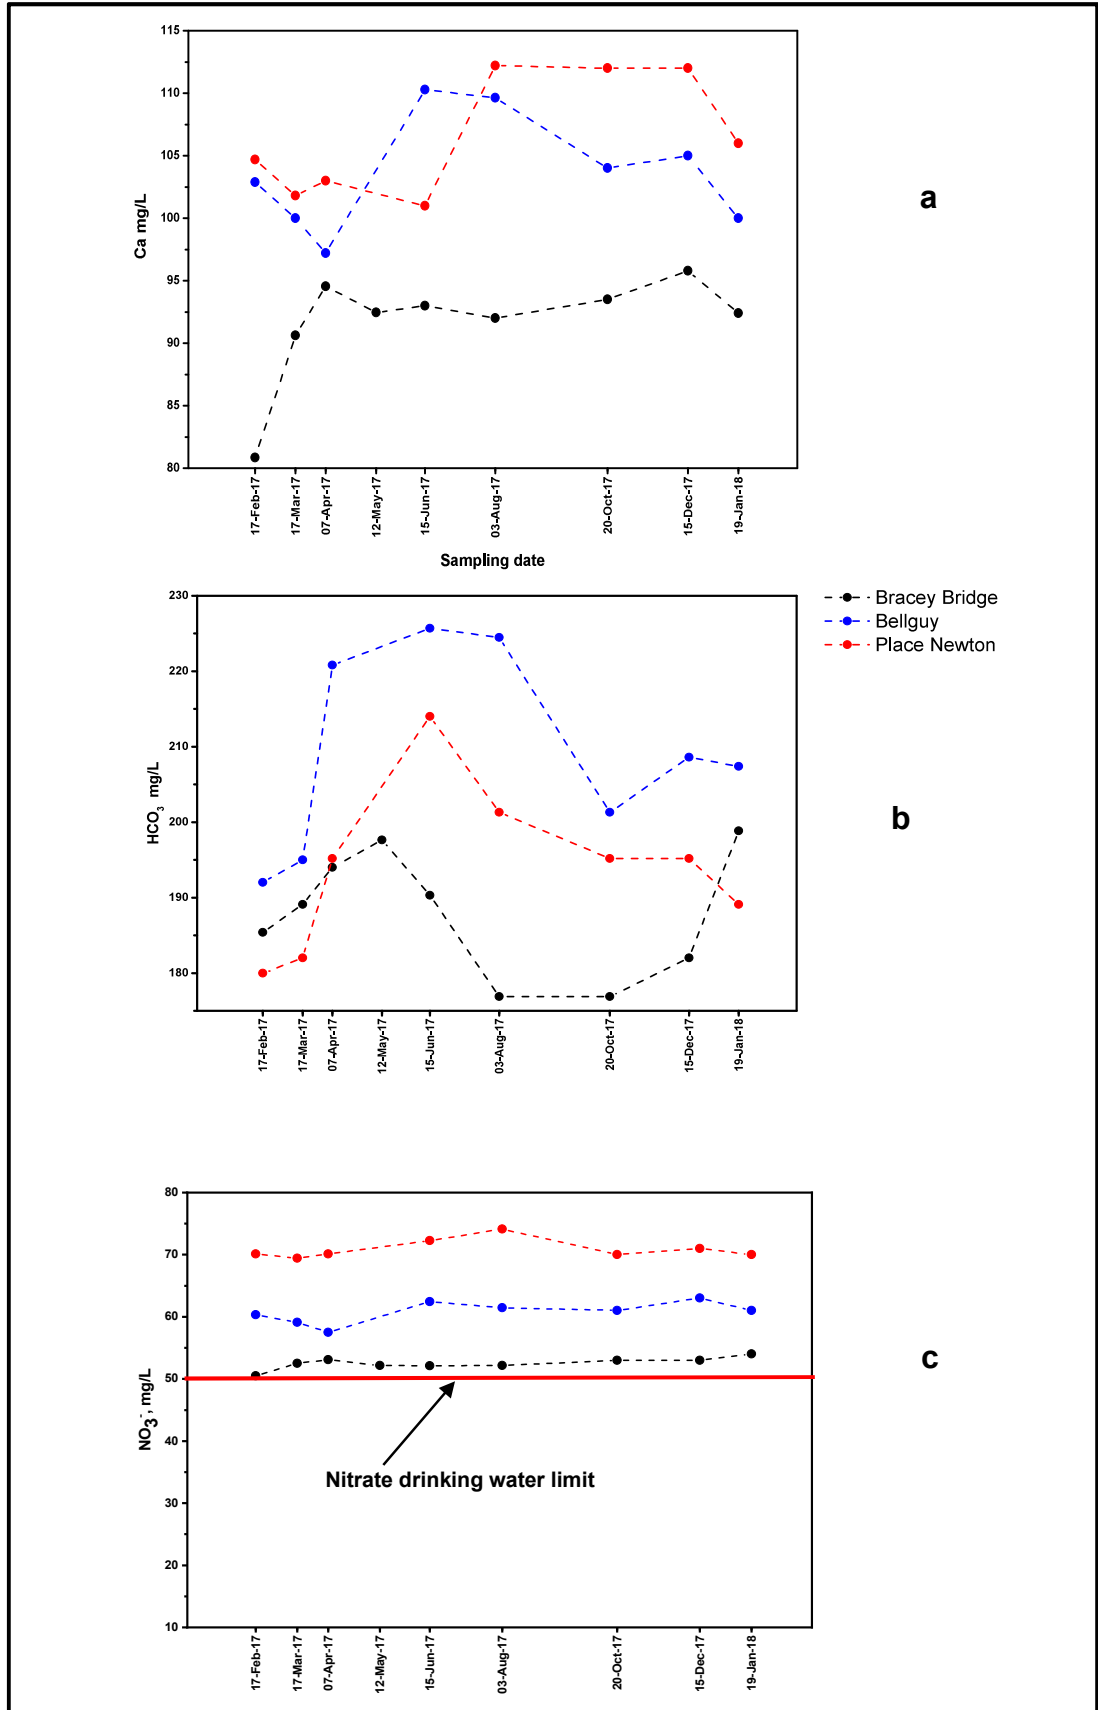 115
110
105
100
95
90
85
80
Ca mg/L
17-Feb-17
17-Mar-17
07-Apr-17
12-May-17
15-Jun-17
03-Aug-17
20-Oct-17
15-Dec-17
19-Jan-18
Sampling date
a
230
220
210
200
190
180
HCO₃ mg/L
17-Feb-17
17-Mar-17
07-Apr-17
12-May-17
15-Jun-17
03-Aug-17
20-Oct-17
15-Dec-17
19-Jan-18
Bracey Bridge
Bellguy
Place Newton
b
80
70
60
50
40
30
20
10
NO₃⁻, mg/L
Nitrate drinking water limit
17-Feb-17
17-Mar-17
07-Apr-17
12-May-17
15-Jun-17
03-Aug-17
20-Oct-17
15-Dec-17
19-Jan-18
c